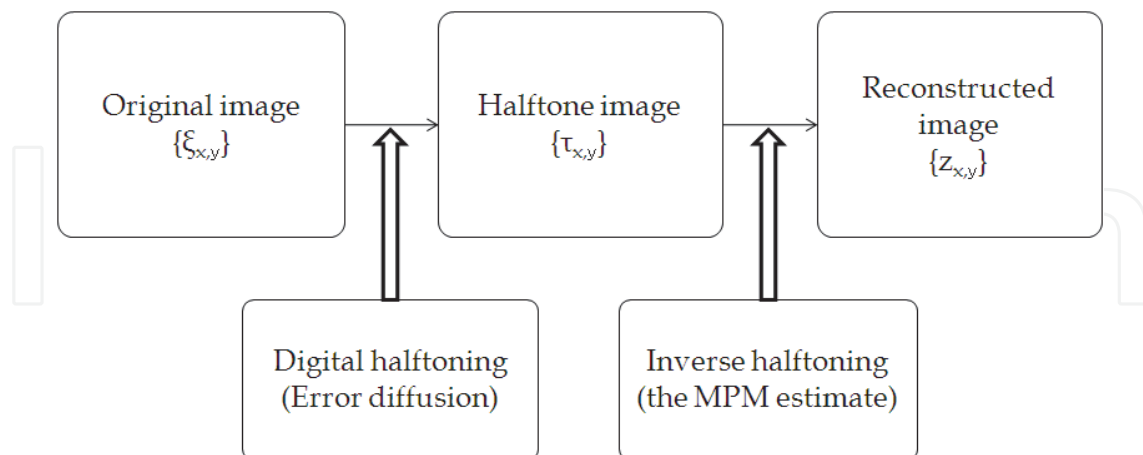 Original image
{ξx,y}
Halftone image
{τx,y}
Reconstructed
image
{zx,y}
Digital halftoning
(Error diffusion)
Inverse halftoning
(the MPM estimate)